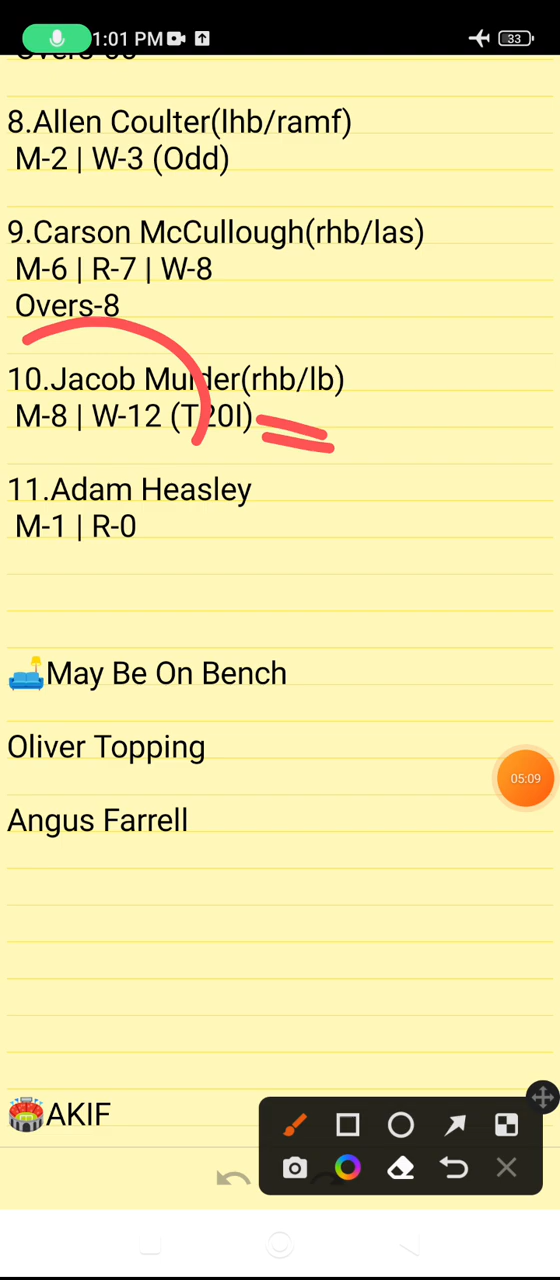 1:01 PM
33
8.Allen Coulter(lhb/ramf)
M-2 | W-3 (Odd)
9.Carson McCullough(rhb/las)
M-6 | R-7 | W-8
Overs-8
10.Jacob Mulder(rhb/lb)
M-8 | W-12 (T20I)
11.Adam Heasley
M-1 | R-0
May Be On Bench
Oliver Topping
05:09
Angus Farrell
AKIF